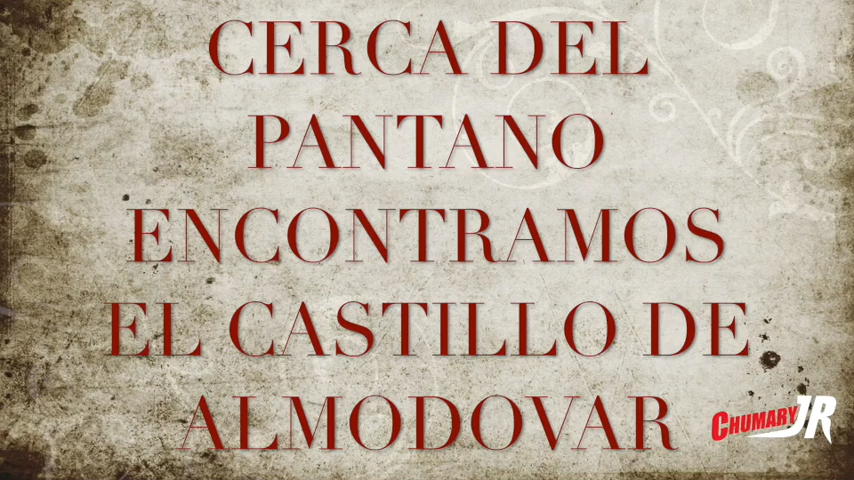 CERCA DEL
PANTANO
ENCONTRAMOS
EL CASTILLO DE
ALMODOVAR
CHUMARY JR